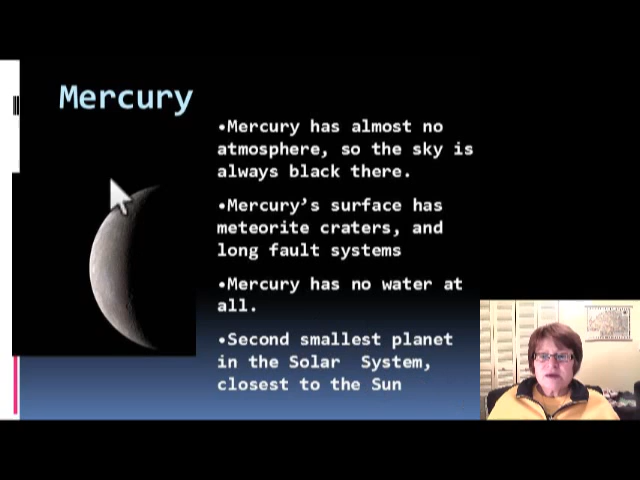 Mercury
•Mercury has almost no
atmosphere, so the sky is
always black there.
•Mercury’s surface has
meteorite craters, and
long fault systems
•Mercury has no water at
all.
•Second smallest planet
in the Solar  System,
closest to the Sun